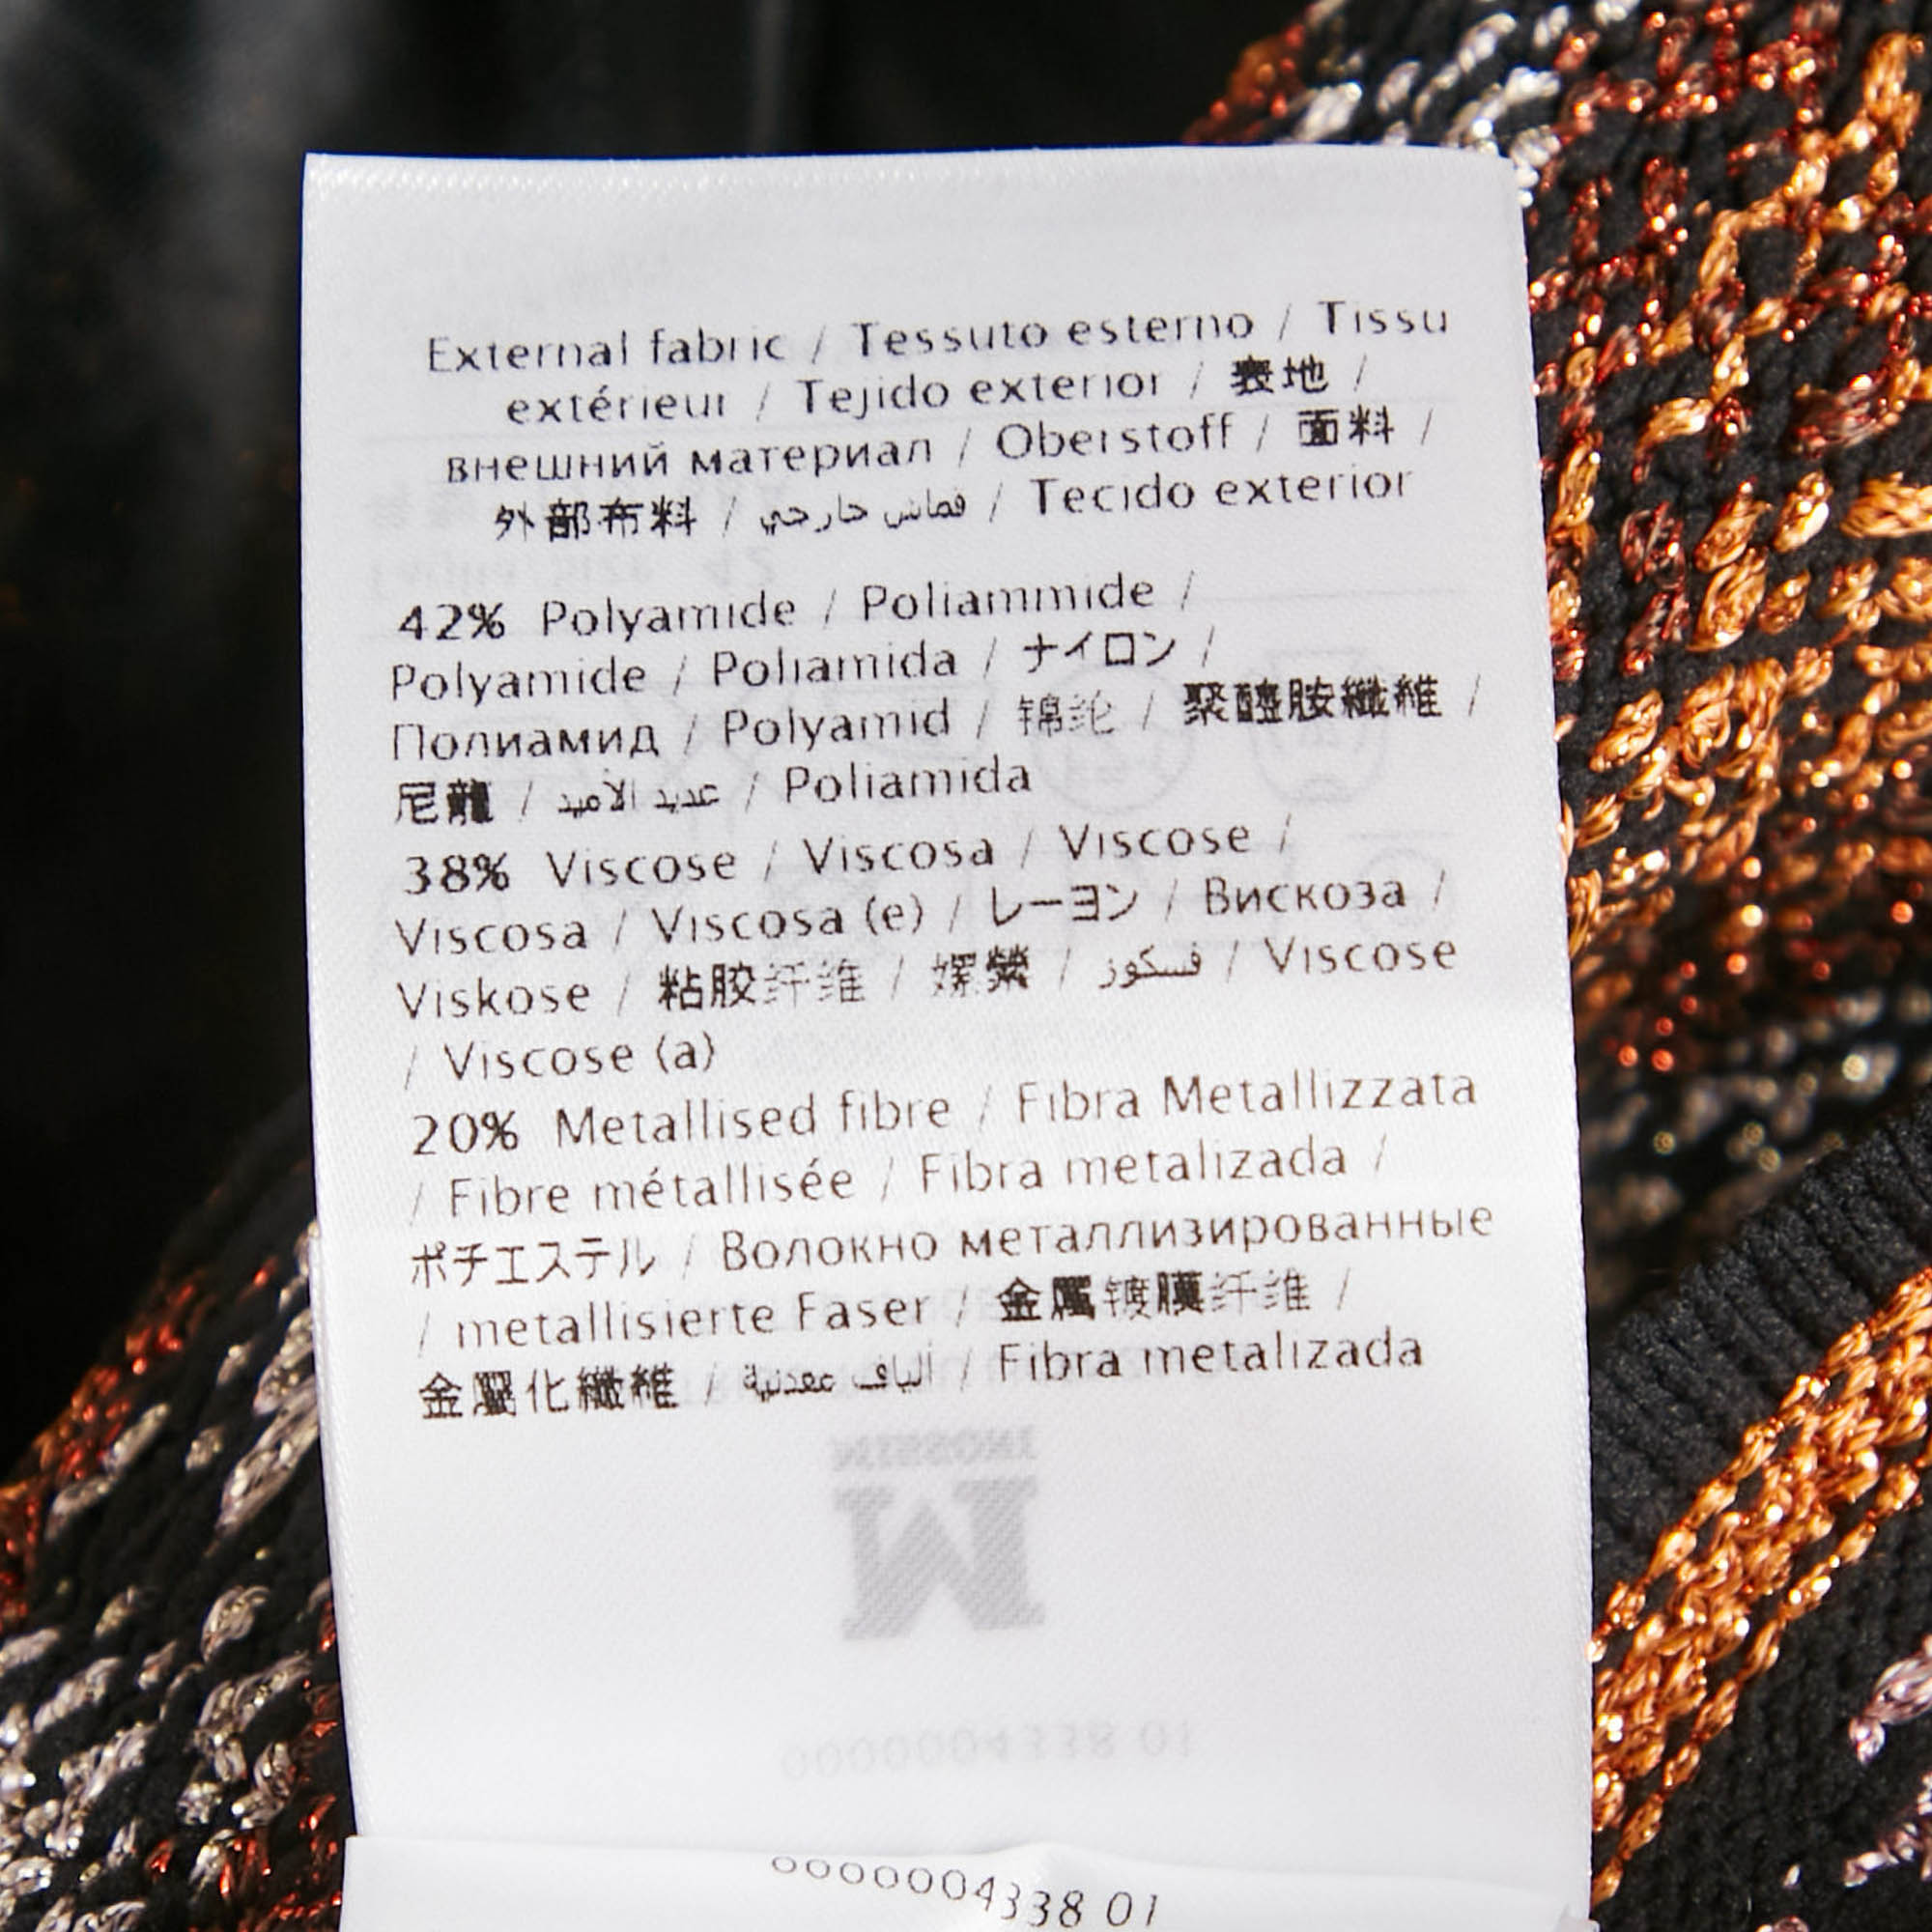 External fabric / Tessuto esterno / Tissu
extérieur / Tejido exterior / 表地 /
внешний материал / Oberstoff / 面料 /
外部布料 / قماش خارجي / Tecido exterior
42% Polyamide / Poliammide /
Polyamide / Poliamida / ナイロン /
Полиамид / Polyamid / 锦纶 / 聚醯胺纖維 /
尼龍 / عديد الأميد / Poliamida
38% Viscose / Viscosa / Viscose /
Viscosa / Viscosa (e) / レーヨン / Вискоза /
Viskose / 粘胶纤维 / 嫘縈 / فسكوز / Viscose
/ Viscose (a)
20% Metallised fibre / Fibra Metallizzata
/ Fibre métallisée / Fibra metalizada /
ポチエステル / Волокно металлизированные
/ metallisierte Faser / 金属镀膜纤维 /
金屬化纖維 / ألياف معدنية / Fibra metalizada
MISSONI
M
0000004338 01
0000004338 01